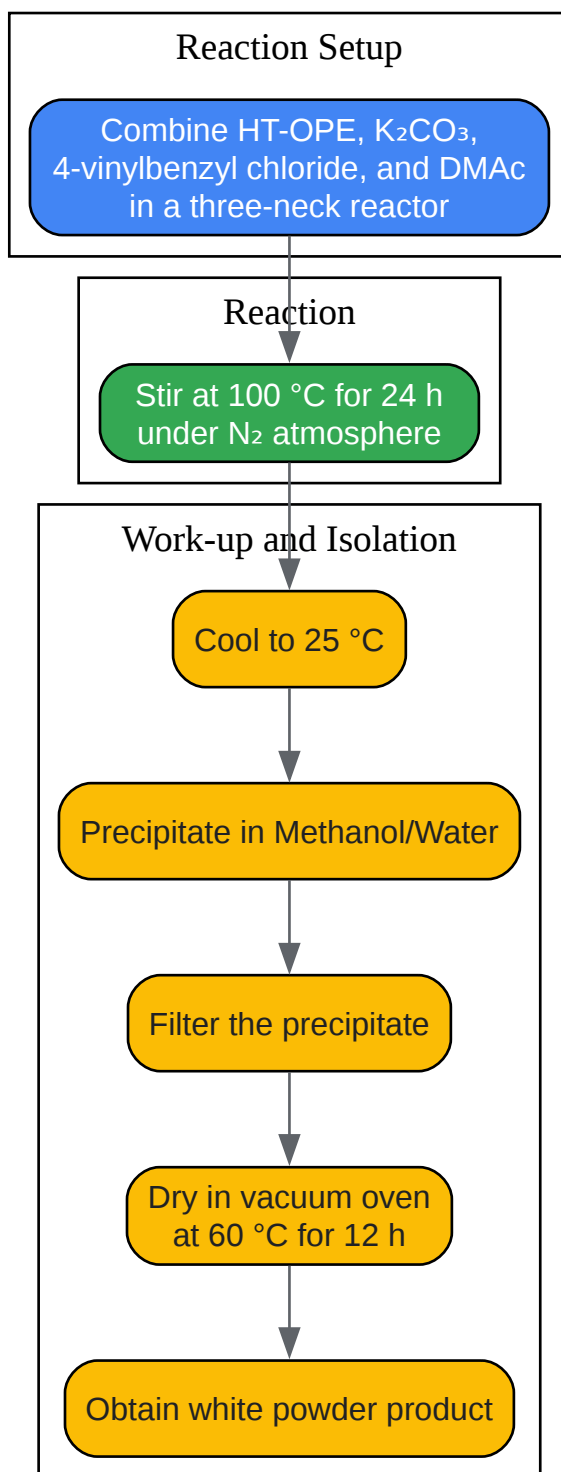 Reaction Setup
Combine HT-OPE, K₂CO₃,
4-vinylbenzyl chloride, and DMAc
in a three-neck reactor
Reaction
Stir at 100 °C for 24 h
under N₂ atmosphere
Work-up and Isolation
Cool to 25 °C
Precipitate in Methanol/Water
Filter the precipitate
Dry in vacuum oven
at 60 °C for 12 h
Obtain white powder product